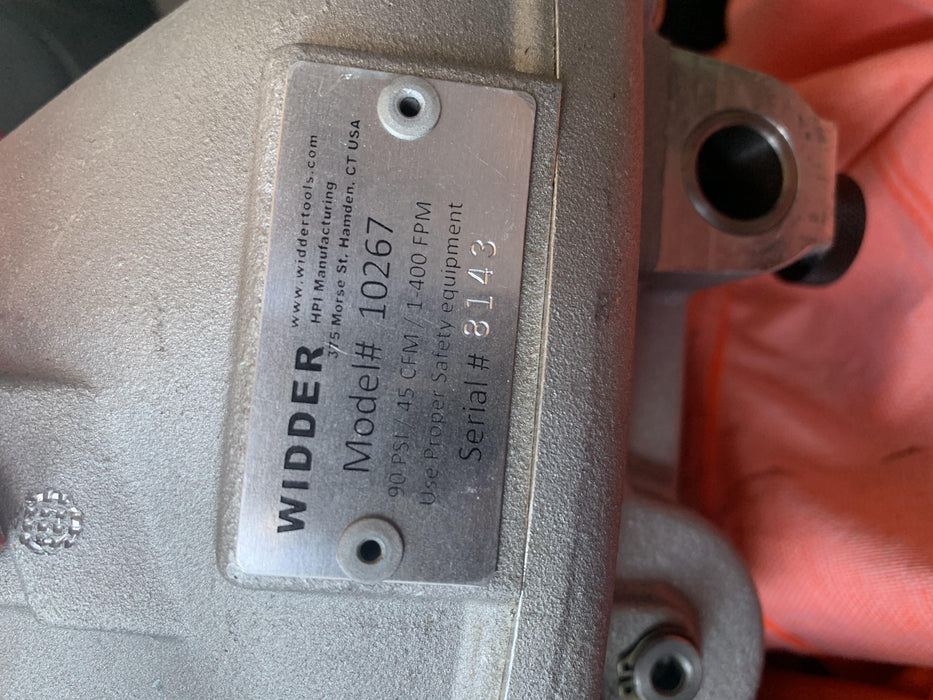 WIDDER
www.widdertools.com
HPI Manufacturing
375 Morse St. Hamden, CT USA
Model# 10267
90 PSI / 45 CFM / 1-400 FPM
Use Proper Safety equipment
Serial # 8143